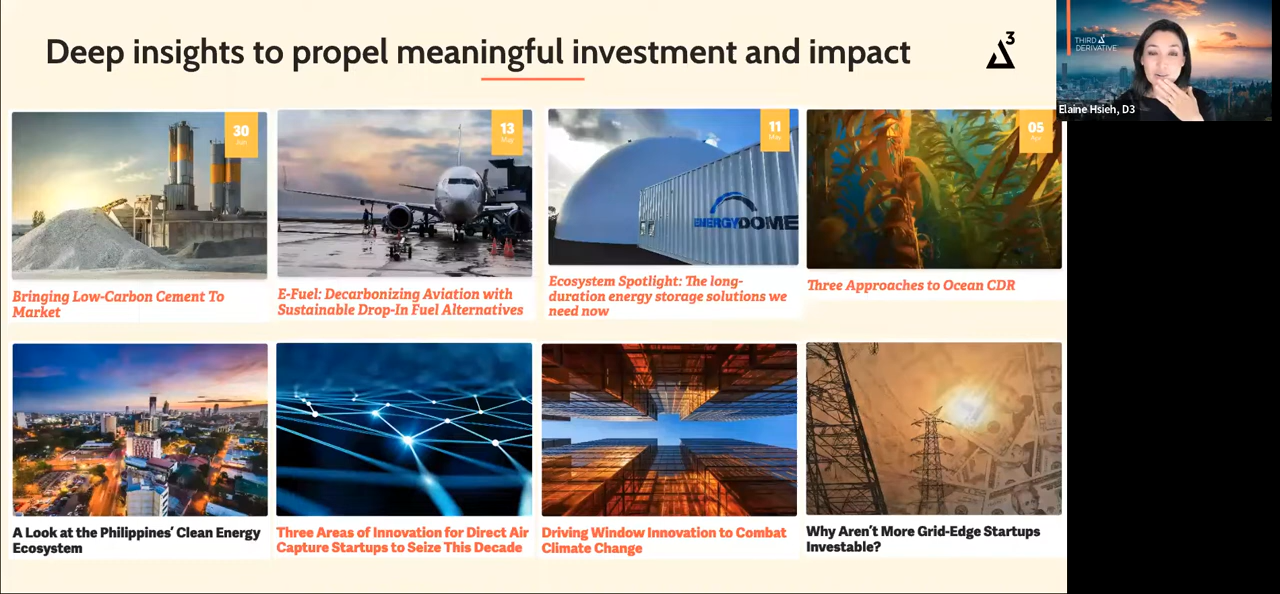 Deep insights to propel meaningful investment and impact
3
THIRD
DERIVATIVE
Elaine Hsieh, D3
30
Jun
13
May
11
May
05
Apr
ENERGYDOME
Bringing Low-Carbon Cement To
Market
E-Fuel: Decarbonizing Aviation with
Sustainable Drop-In Fuel Alternatives
Ecosystem Spotlight: The long-
duration energy storage solutions we
need now
Three Approaches to Ocean CDR
A Look at the Philippines’ Clean Energy
Ecosystem
Three Areas of Innovation for Direct Air
Capture Startups to Seize This Decade
Driving Window Innovation to Combat
Climate Change
Why Aren’t More Grid-Edge Startups
Investable?